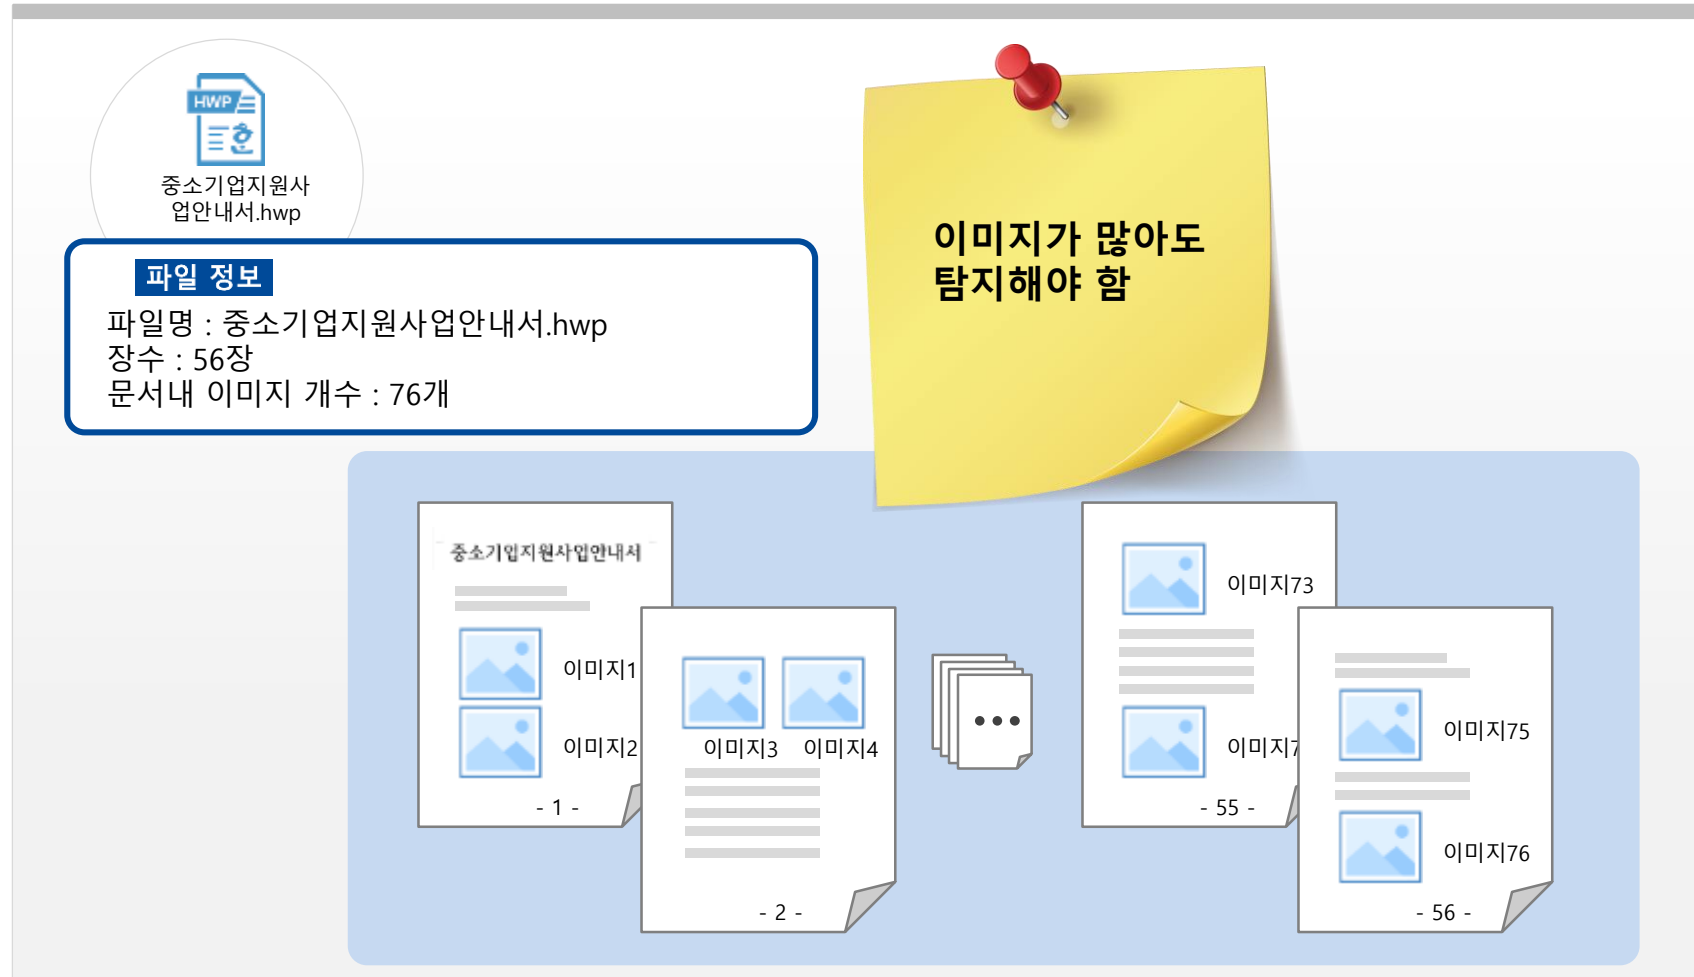 HWP
한
중소기업지원사
업안내서.hwp
파일 정보
파일명 : 중소기업지원사업안내서.hwp
장수 : 56장
문서내 이미지 개수 : 76개
이미지가 많아도
탐지해야 함
중소기업지원사업안내서
이미지1
이미지2
- 1 -
이미지3 이미지4
- 2 -
이미지73
이미지7
- 55 -
이미지75
이미지76
- 56 -